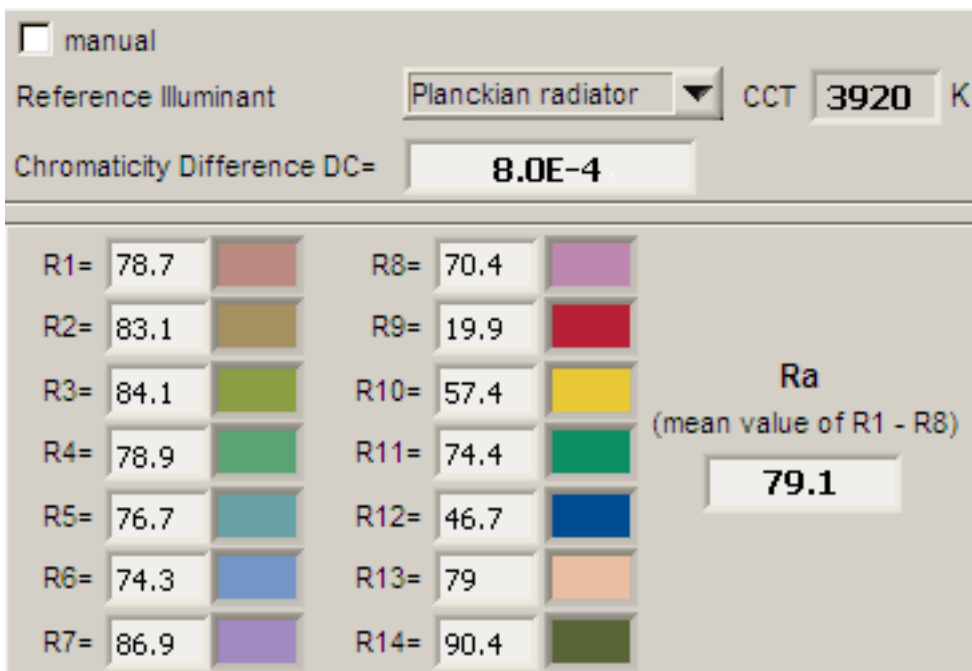 manual
Reference Illuminant Planckian radiator CCT 3920 K
Chromaticity Difference DC= 8.0E-4
R1= 78.7 R8= 70.4
R2= 83.1 R9= 19.9
R3= 84.1 R10= 57.4
R4= 78.9 R11= 74.4
R5= 76.7 R12= 46.7
R6= 74.3 R13= 79
R7= 86.9 R14= 90.4
Ra
(mean value of R1 - R8)
79.1